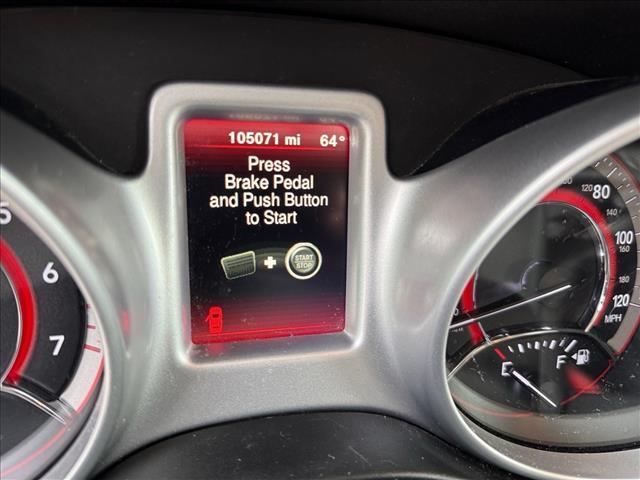 105071 mi 64°
Press
Brake Pedal
and Push Button
to Start
START
STOP
5
6
7
120 80
140
100
160
120
MPH
E
F